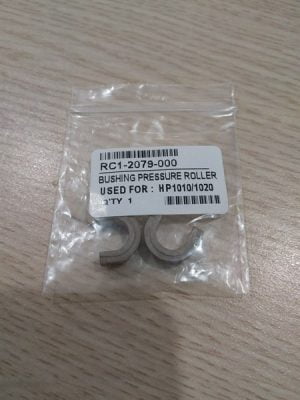 RC1-2079-000
BUSHING PRESSURE ROLLER
USED FOR : HP1010/1020
Q'TY 1